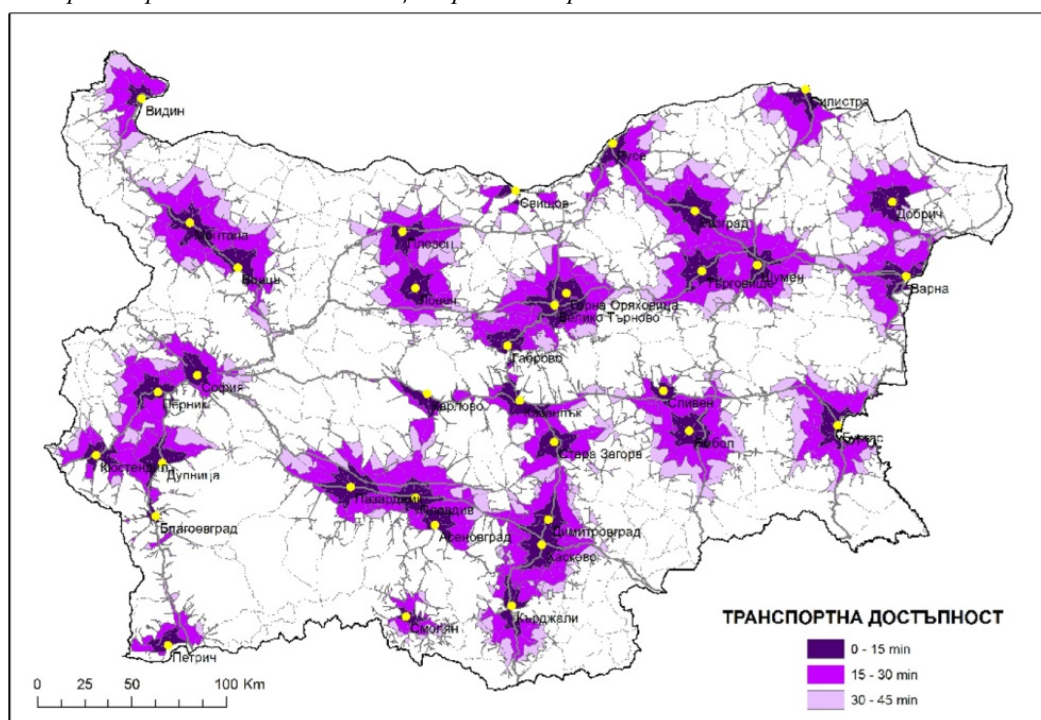 Видин
Силистра
Русе
Свищов
Добрич
Разград
Монтана
Плевен
Враца
Шумен
Търговище
Варна
Ловеч
Горна Оряховица
Велико Търново
Габрово
София
Перник
Карлово
Казанлък
Сливен
Ямбол
Бургас
Стара Загора
Кюстендил
Дупница
Пазарджик
Пловдив
Асеновград
Димитровград
Благоевград
Хасково
Кърджали
Смолян
Петрич
ТРАНСПОРТНА ДОСТЪПНОСТ
0 - 15 min
15 - 30 min
30 - 45 min
0 25 50 100 Km